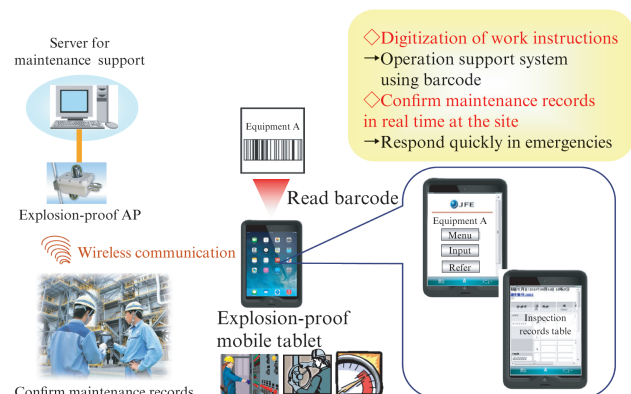 Server for
maintenance support
Explosion-proof AP
Wireless communication
Confirm maintenance records
Equipment A
Read barcode
Explosion-proof
mobile tablet
◇Digitization of work instructions
→Operation support system
using barcode
◇Confirm maintenance records
in real time at the site
→Respond quickly in emergencies
JFE
Equipment A
Menu
Input
Refer
Inspection
records table